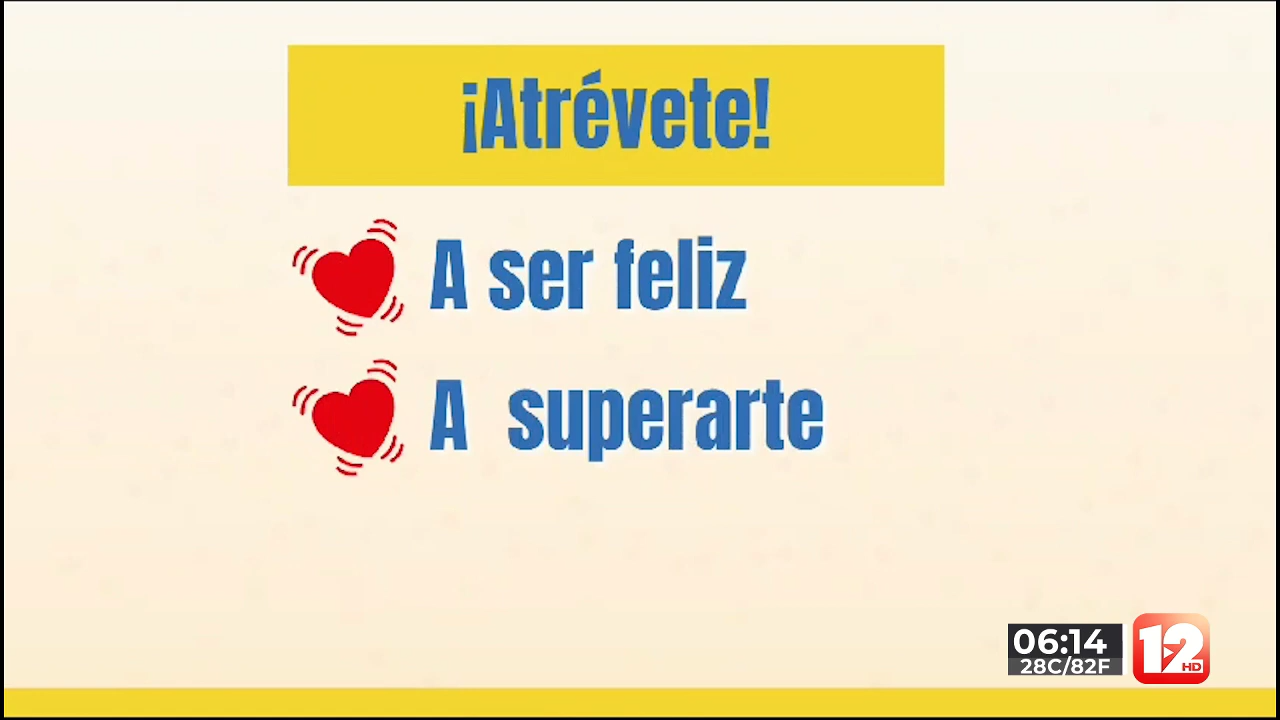 ¡Atrévete!
A ser feliz
A superarte
06:14
28C/82F
12
HD